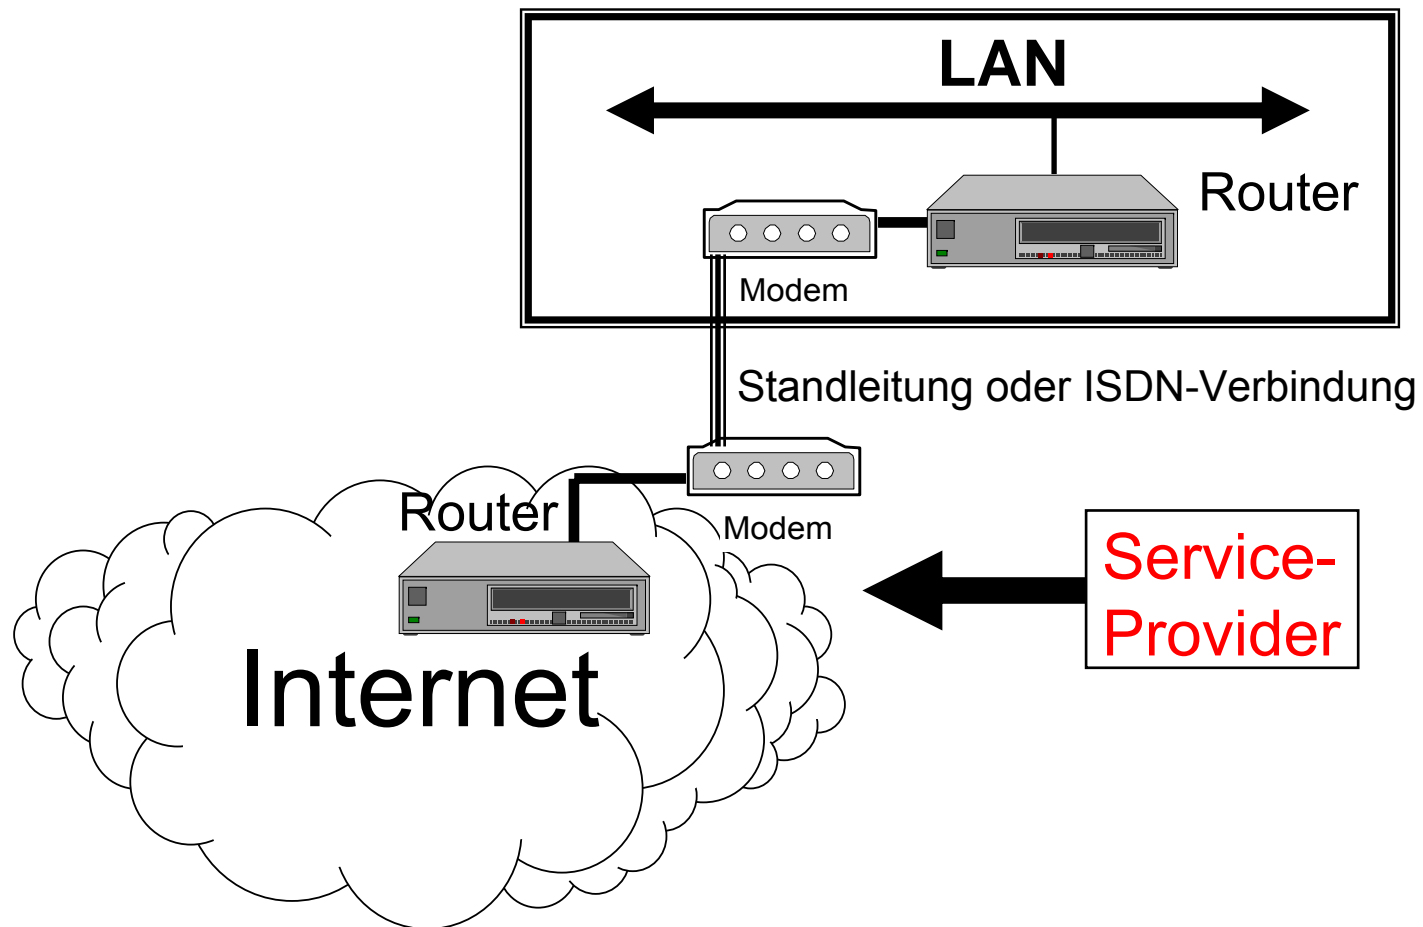 LAN
Router
Modem
Standleitung oder ISDN-Verbindung
Router
Modem
Service-
Provider
Internet